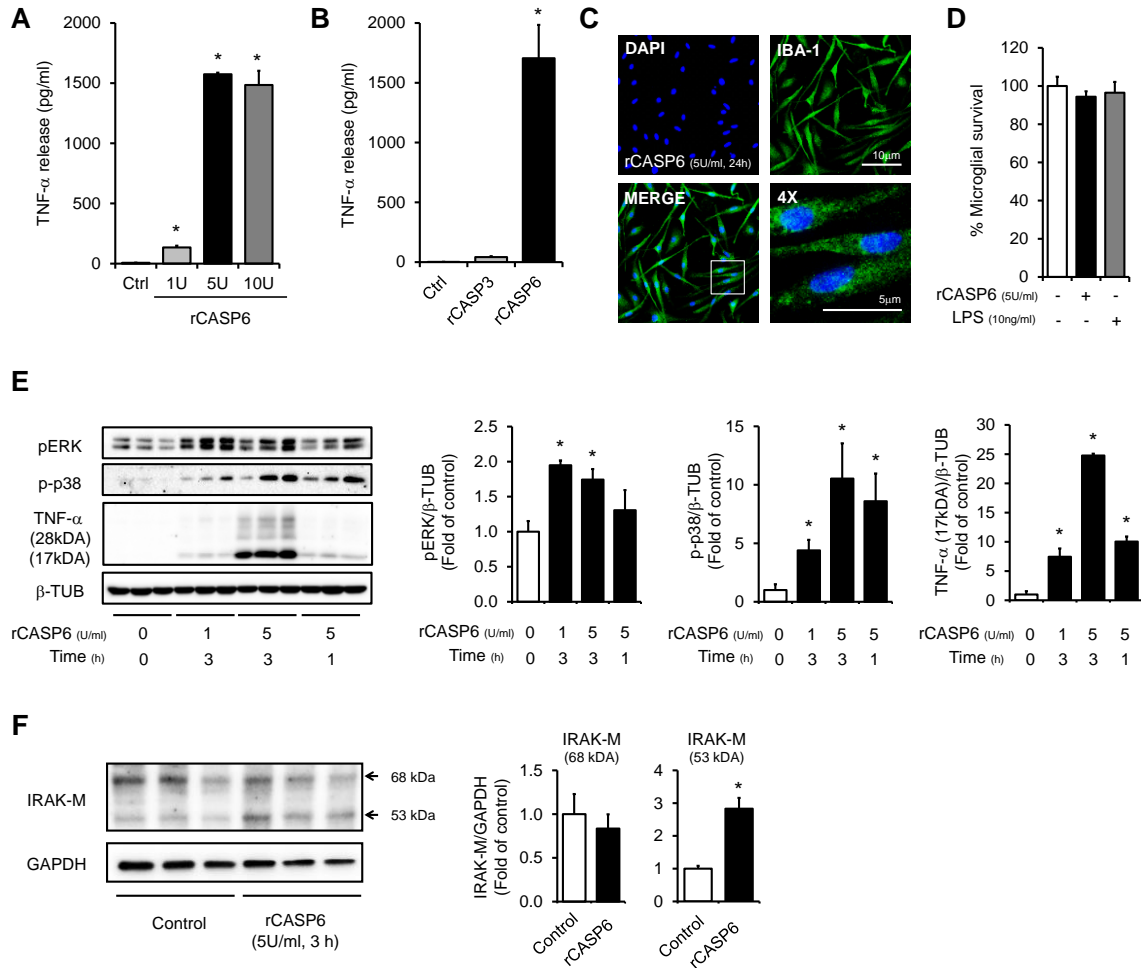 A
TNF-α release (pg/ml)
2000
1500
1000
500
0
*
*
*
Ctrl
1U
5U
10U
rCASP6
B
TNF-α release (pg/ml)
2000
1500
1000
500
0
*
Ctrl
rCASP3
rCASP6
C
DAPI
rCASP6 (5U/ml, 24h)
IBA-1
10μm
MERGE
4X
5μm
D
% Microglial survival
120
100
80
60
40
20
0
rCASP6 (5U/ml) - + -
LPS (10ng/ml) - - +
E
pERK
p-p38
TNF-α
(28kDA)
(17kDA)
β-TUB
rCASP6 (U/ml) 0 1 5 5
Time (h) 0 3 3 1
pERK/β-TUB
(Fold of control)
2.5
2.0
1.5
1.0
0.5
0.0
*
*
rCASP6 (U/ml) 0 1 5 5
Time (h) 0 3 3 1
p-p38/β-TUB
(Fold of control)
15
10
5
0
*
*
*
rCASP6 (U/ml) 0 1 5 5
Time (h) 0 3 3 1
TNF-α (17kDA)/β-TUB
(Fold of control)
30
25
20
15
10
5
0
*
*
*
rCASP6 (U/ml) 0 1 5 5
Time (h) 0 3 3 1
F
IRAK-M
68 kDa
53 kDa
GAPDH
Control
rCASP6
(5U/ml, 3 h)
IRAK-M
(68 kDA)
IRAK-M/GAPDH
(Fold of control)
1.5
1.0
0.5
0.0
Control
rCASP6
IRAK-M
(53 kDA)
4
3
2
1
0
*
Control
rCASP6